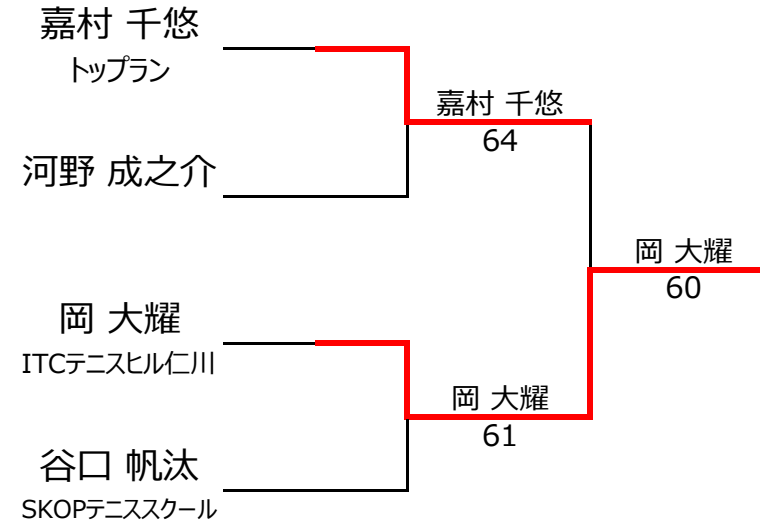 嘉村 千悠
トップラン
嘉村 千悠
64
河野 成之介
岡 大耀
60
岡 大耀
ITCテニスヒル仁川
岡 大耀
61
谷口 帆汰
SKOPテニススクール